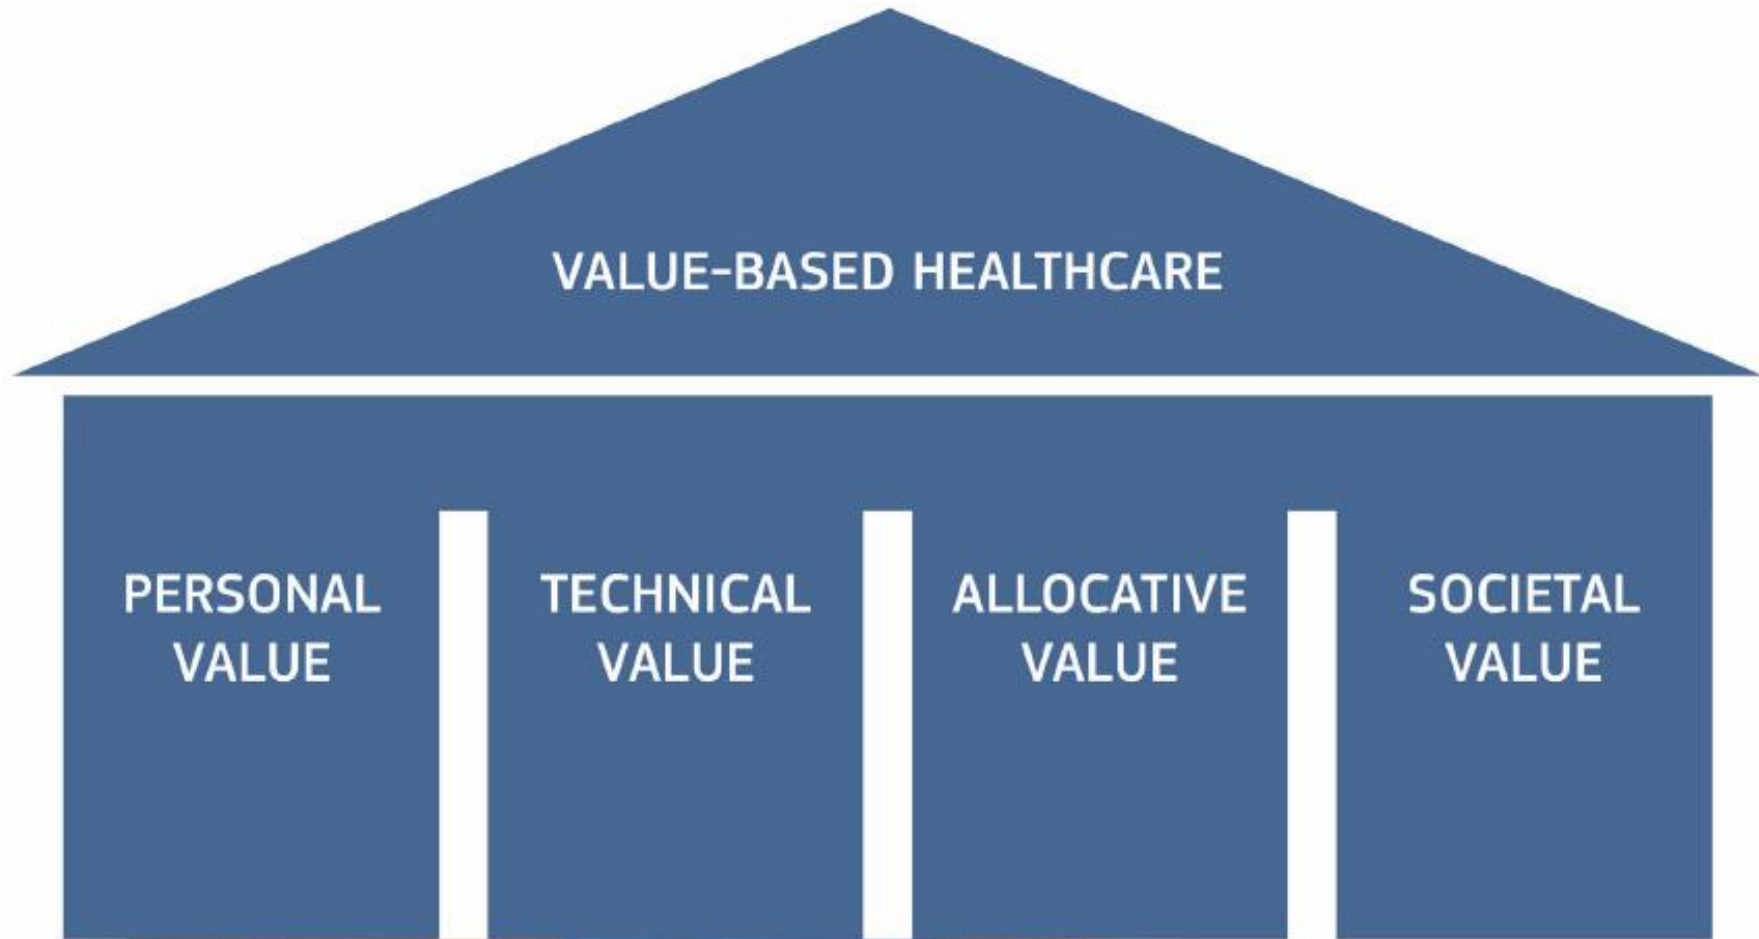 VALUE-BASED HEALTHCARE
PERSONAL
VALUE
TECHNICAL
VALUE
ALLOCATIVE
VALUE
SOCIETAL
VALUE